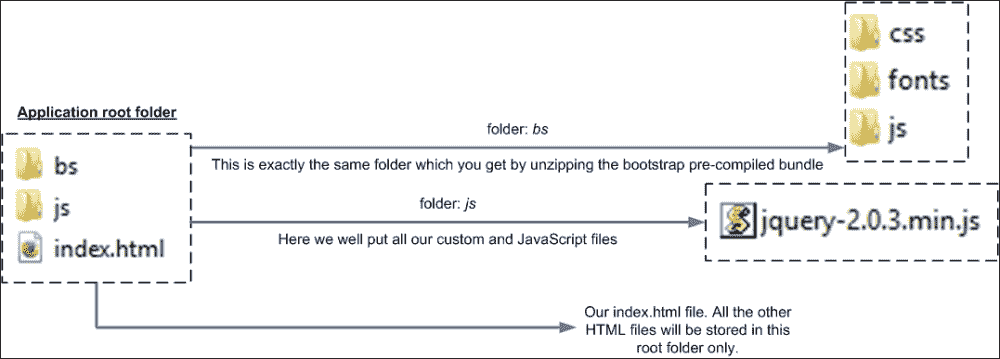 css
fonts
js
Application root folder
bs
js
index.html
folder: bs
This is exactly the same folder which you get by unzipping the bootstrap pre-compiled bundle
folder: js
Here we well put all our custom and JavaScript files
jquery-2.0.3.min.js
Our index.html file. All the other
HTML files will be stored in this
root folder only.